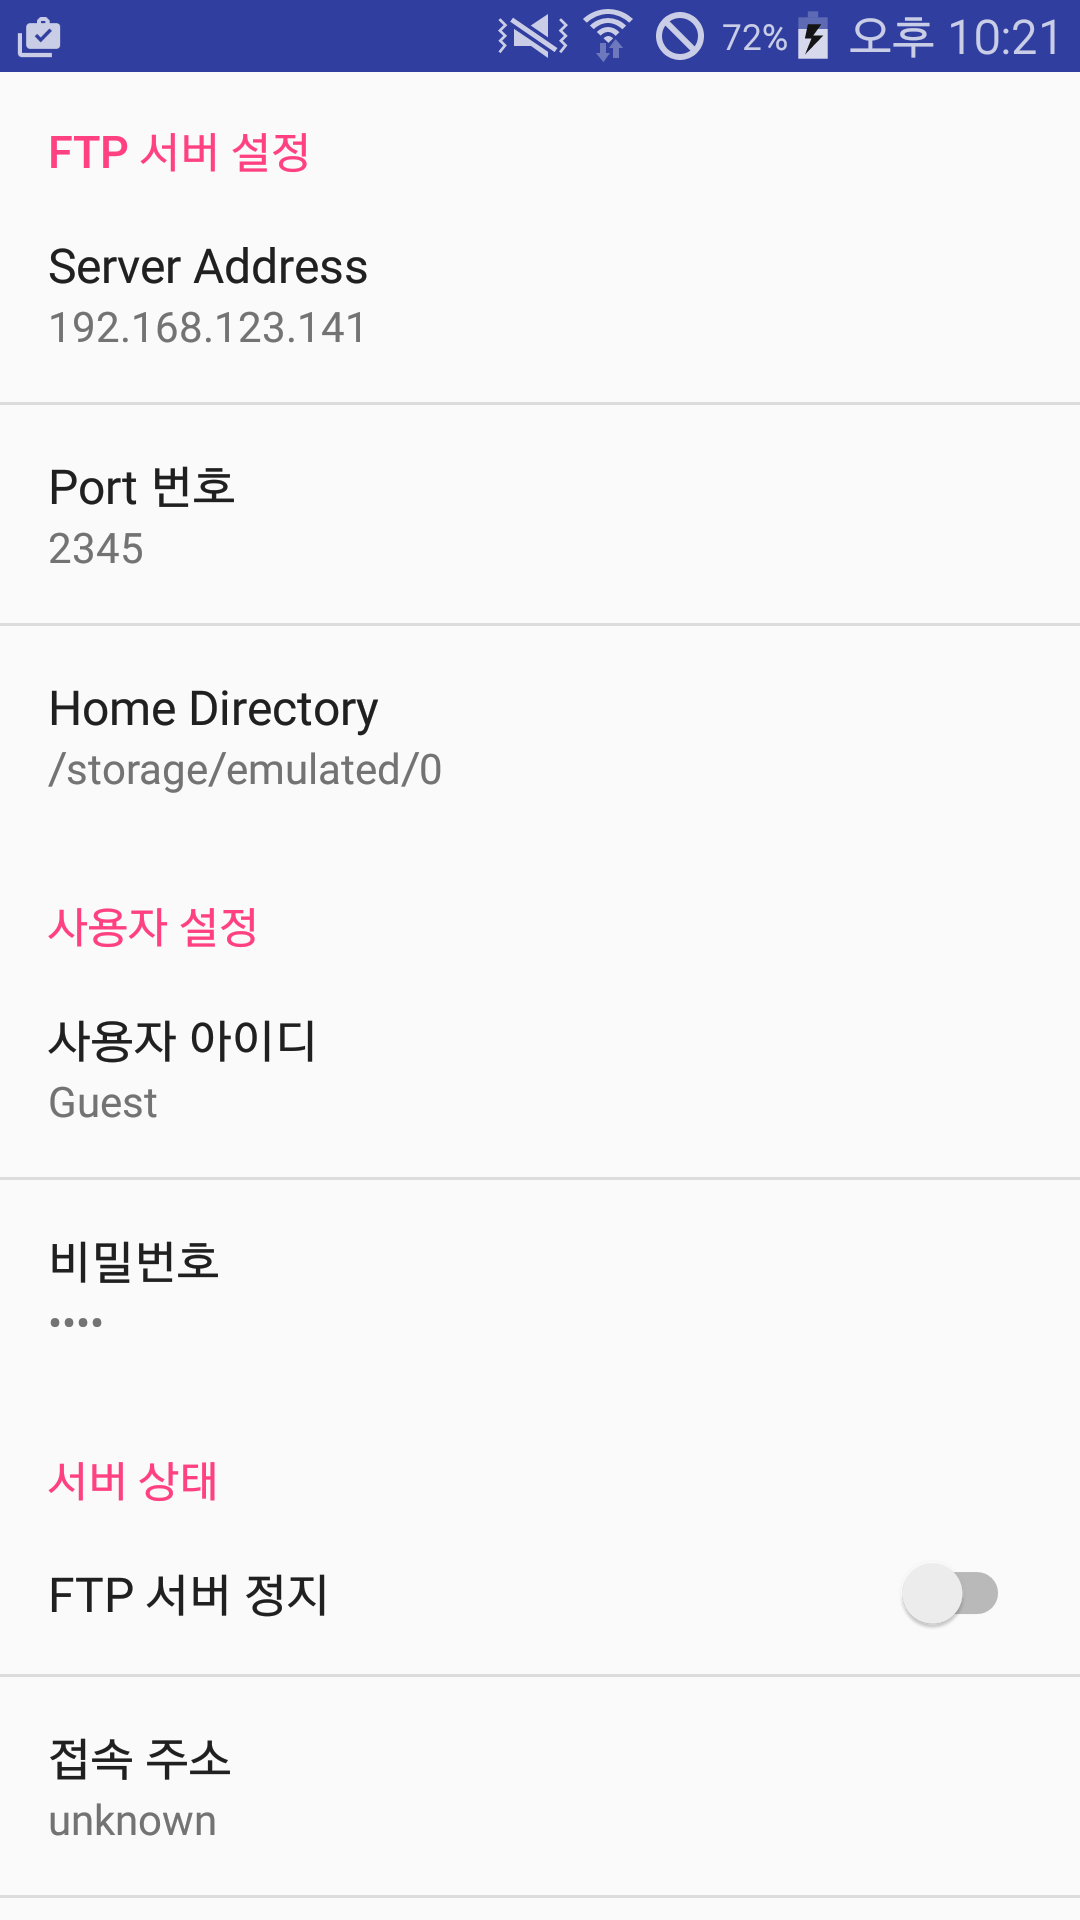 72% 오후 10:21
FTP 서버 설정
Server Address
192.168.123.141
Port 번호
2345
Home Directory
/storage/emulated/0
사용자 설정
사용자 아이디
Guest
비밀번호
••••
서버 상태
FTP 서버 정지
접속 주소
unknown